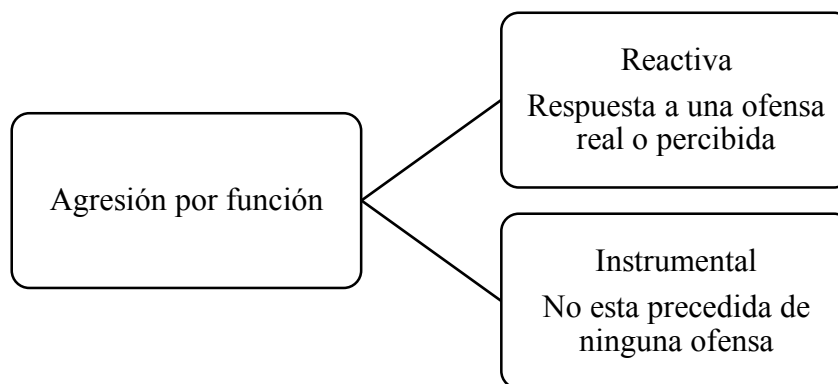 Agresión por función
Reactiva
Respuesta a una ofensa
real o percibida
Instrumental
No esta precedida de
ninguna ofensa